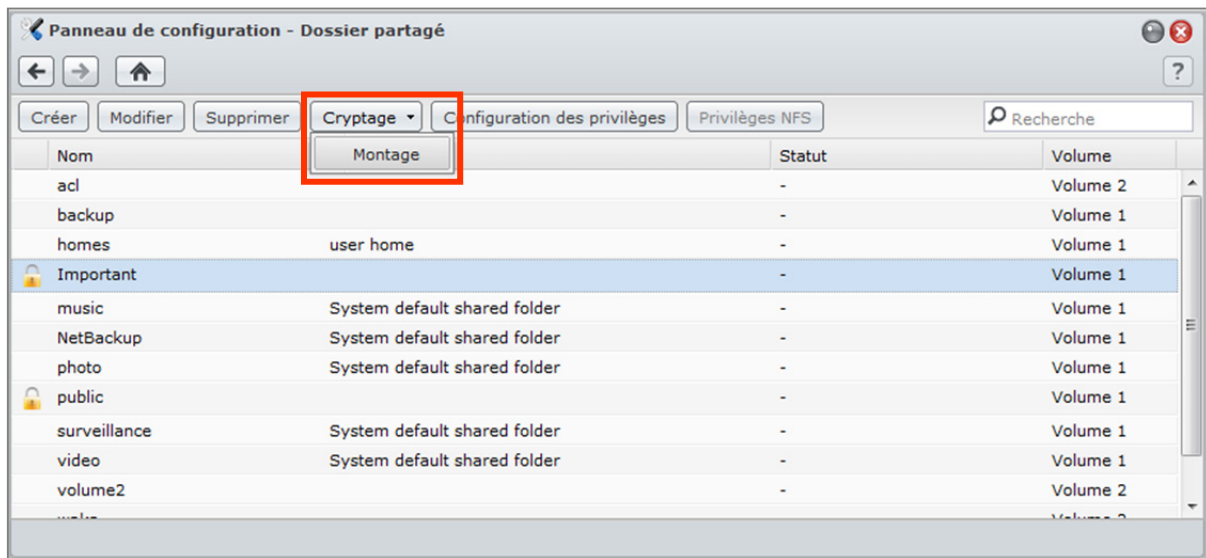 Panneau de configuration - Dossier partagé
?
Créer Modifier Supprimer Cryptage Configuration des privilèges Privilèges NFS Recherche
Nom Montage Statut Volume
acl - Volume 2
backup - Volume 1
homes user home - Volume 1
Important - Volume 1
music System default shared folder - Volume 1
NetBackup System default shared folder - Volume 1
photo System default shared folder - Volume 1
public - Volume 1
surveillance System default shared folder - Volume 1
video System default shared folder - Volume 1
volume2 - Volume 2